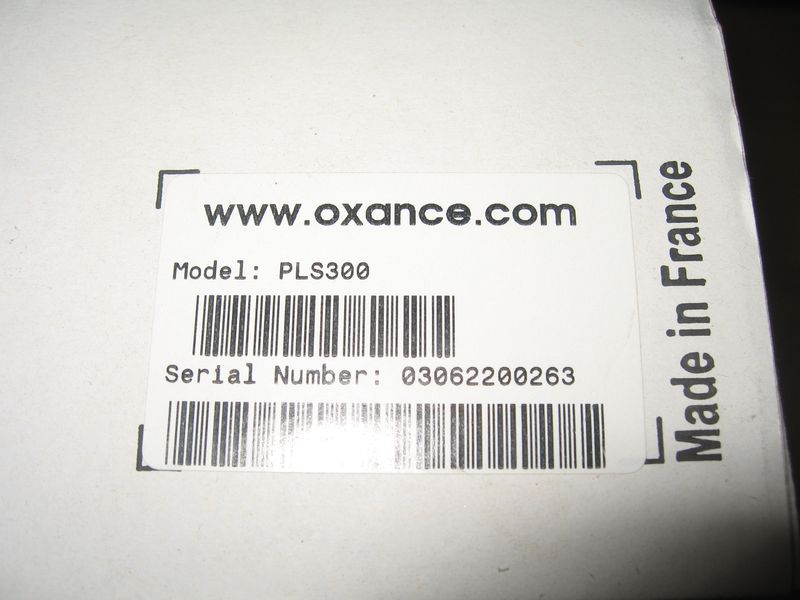 www.oxance.com
Model: PLS300
Serial Number: 03062200263
Made in France